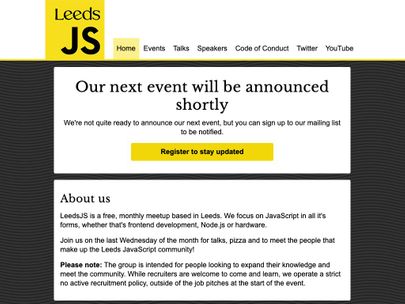 Leeds
JS
Home Events Talks Speakers Code of Conduct Twitter YouTube
Our next event will be announced
shortly
We're not quite ready to announce our next event, but you can sign up to our mailing list
to be notified.
Register to stay updated
About us
LeedsJS is a free, monthly meetup based in Leeds. We focus on JavaScript in all it's
forms, whether that's frontend development, Node.js or hardware.
Join us on the last Wednesday of the month for talks, pizza and to meet the people that
make up the Leeds JavaScript community!
Please note: The group is intended for people looking to expand their knowledge and
meet the community. While recruiters are welcome to come and learn, we operate a strict
no active recruitment policy, outside of the job pitches at the start of the event.